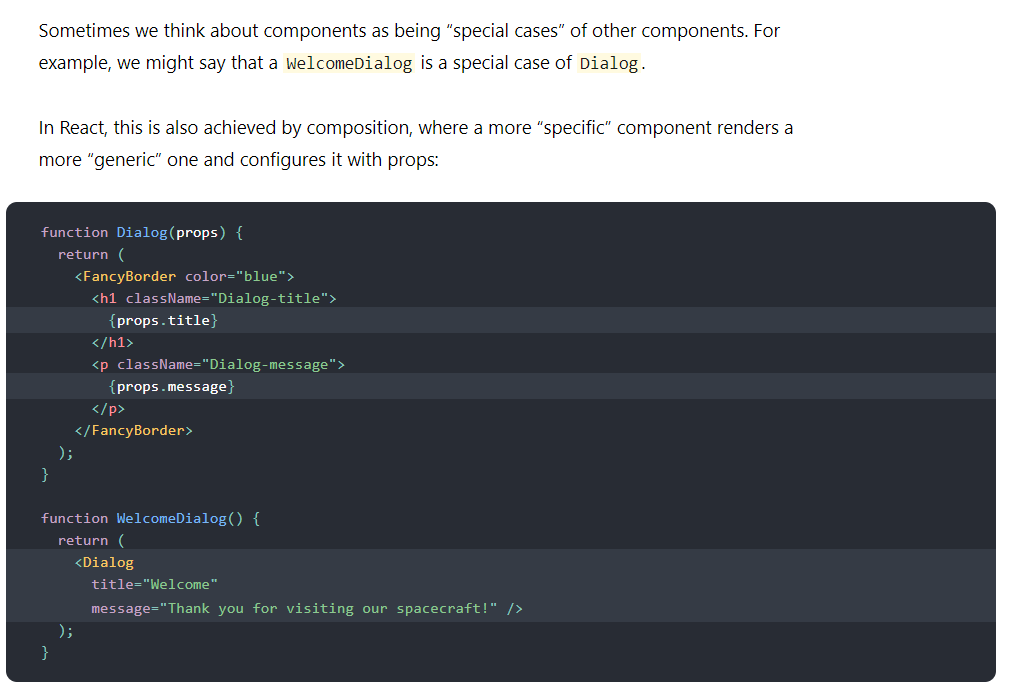 Sometimes we think about components as being “special cases” of other components. For
example, we might say that a WelcomeDialog is a special case of Dialog.
In React, this is also achieved by composition, where a more “specific” component renders a
more “generic” one and configures it with props:
function Dialog(props) {
  return (
    <FancyBorder color="blue">
      <h1 className="Dialog-title">
        {props.title}
      </h1>
      <p className="Dialog-message">
        {props.message}
      </p>
    </FancyBorder>
  );
}
function WelcomeDialog() {
  return (
    <Dialog
      title="Welcome"
      message="Thank you for visiting our spacecraft!" />
  );
}